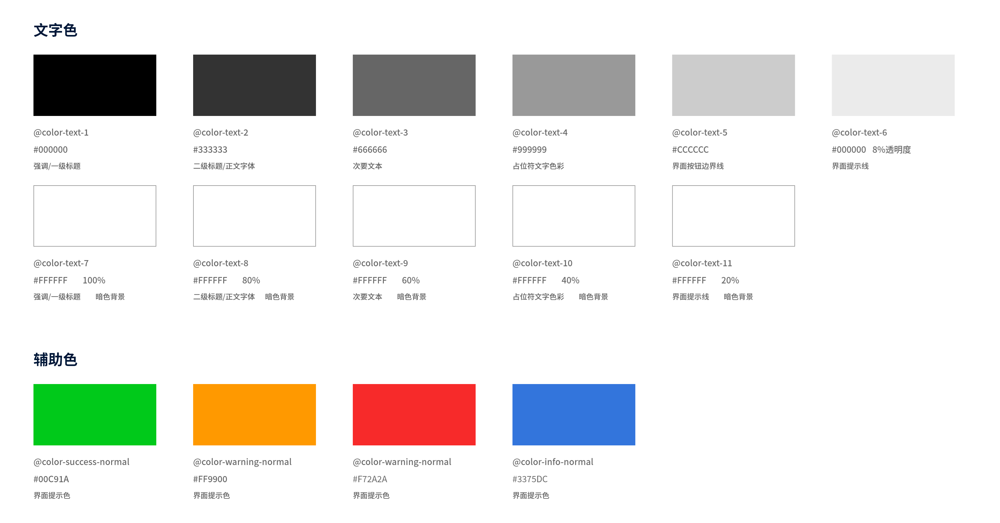 文字色
@color-text-1
#000000
强调/一级标题
@color-text-2
#333333
二级标题/正文字体
@color-text-3
#666666
次要文本
@color-text-4
#999999
占位符文字色彩
@color-text-5
#CCCCCC
界面按钮边界线
@color-text-6
#000000 8%透明度
界面提示线
@color-text-7
#FFFFFF 100%
强调/一级标题 暗色背景
@color-text-8
#FFFFFF 80%
二级标题/正文字体 暗色背景
@color-text-9
#FFFFFF 60%
次要文本 暗色背景
@color-text-10
#FFFFFF 40%
占位符文字色彩 暗色背景
@color-text-11
#FFFFFF 20%
界面提示线 暗色背景
辅助色
@color-success-normal
#00C91A
界面提示色
@color-warning-normal
#FF9900
界面提示色
@color-warning-normal
#F72A2A
界面提示色
@color-info-normal
#3375DC
界面提示色